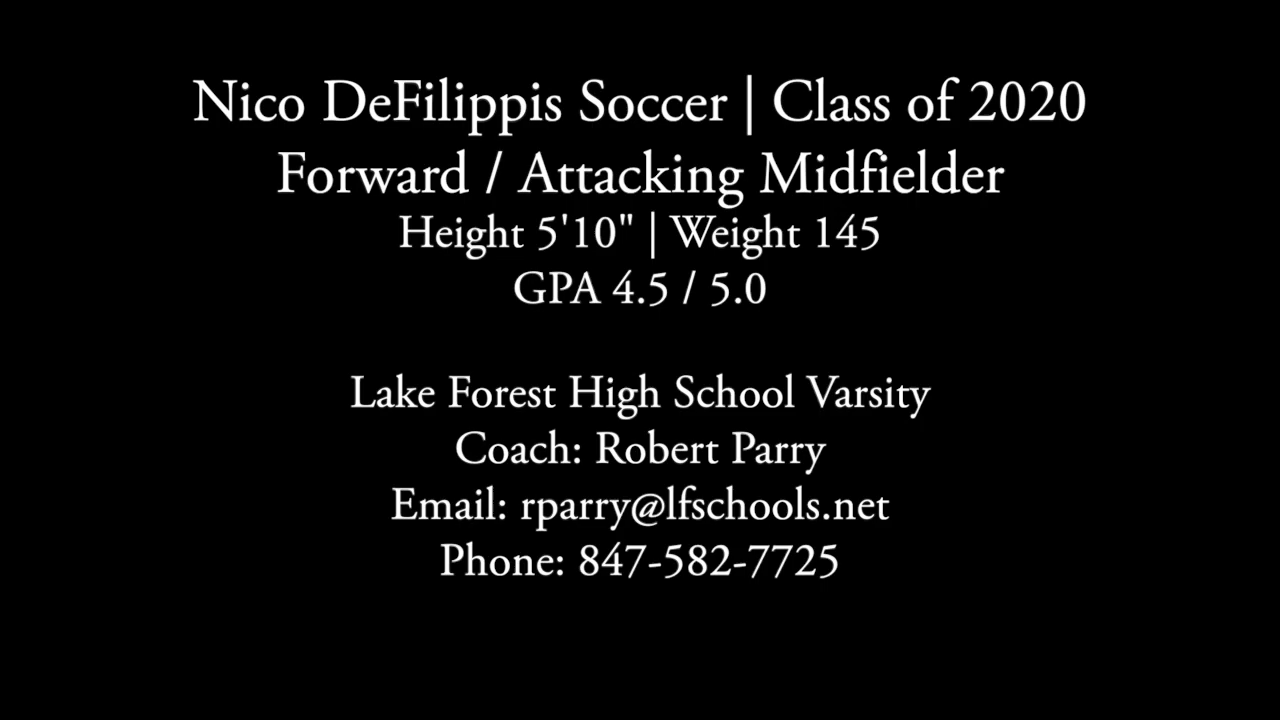 Nico DeFilippis Soccer | Class of 2020
Forward / Attacking Midfielder
Height 5'10" | Weight 145
GPA 4.5 / 5.0
Lake Forest High School Varsity
Coach: Robert Parry
Email: rparry@lfschools.net
Phone: 847-582-7725